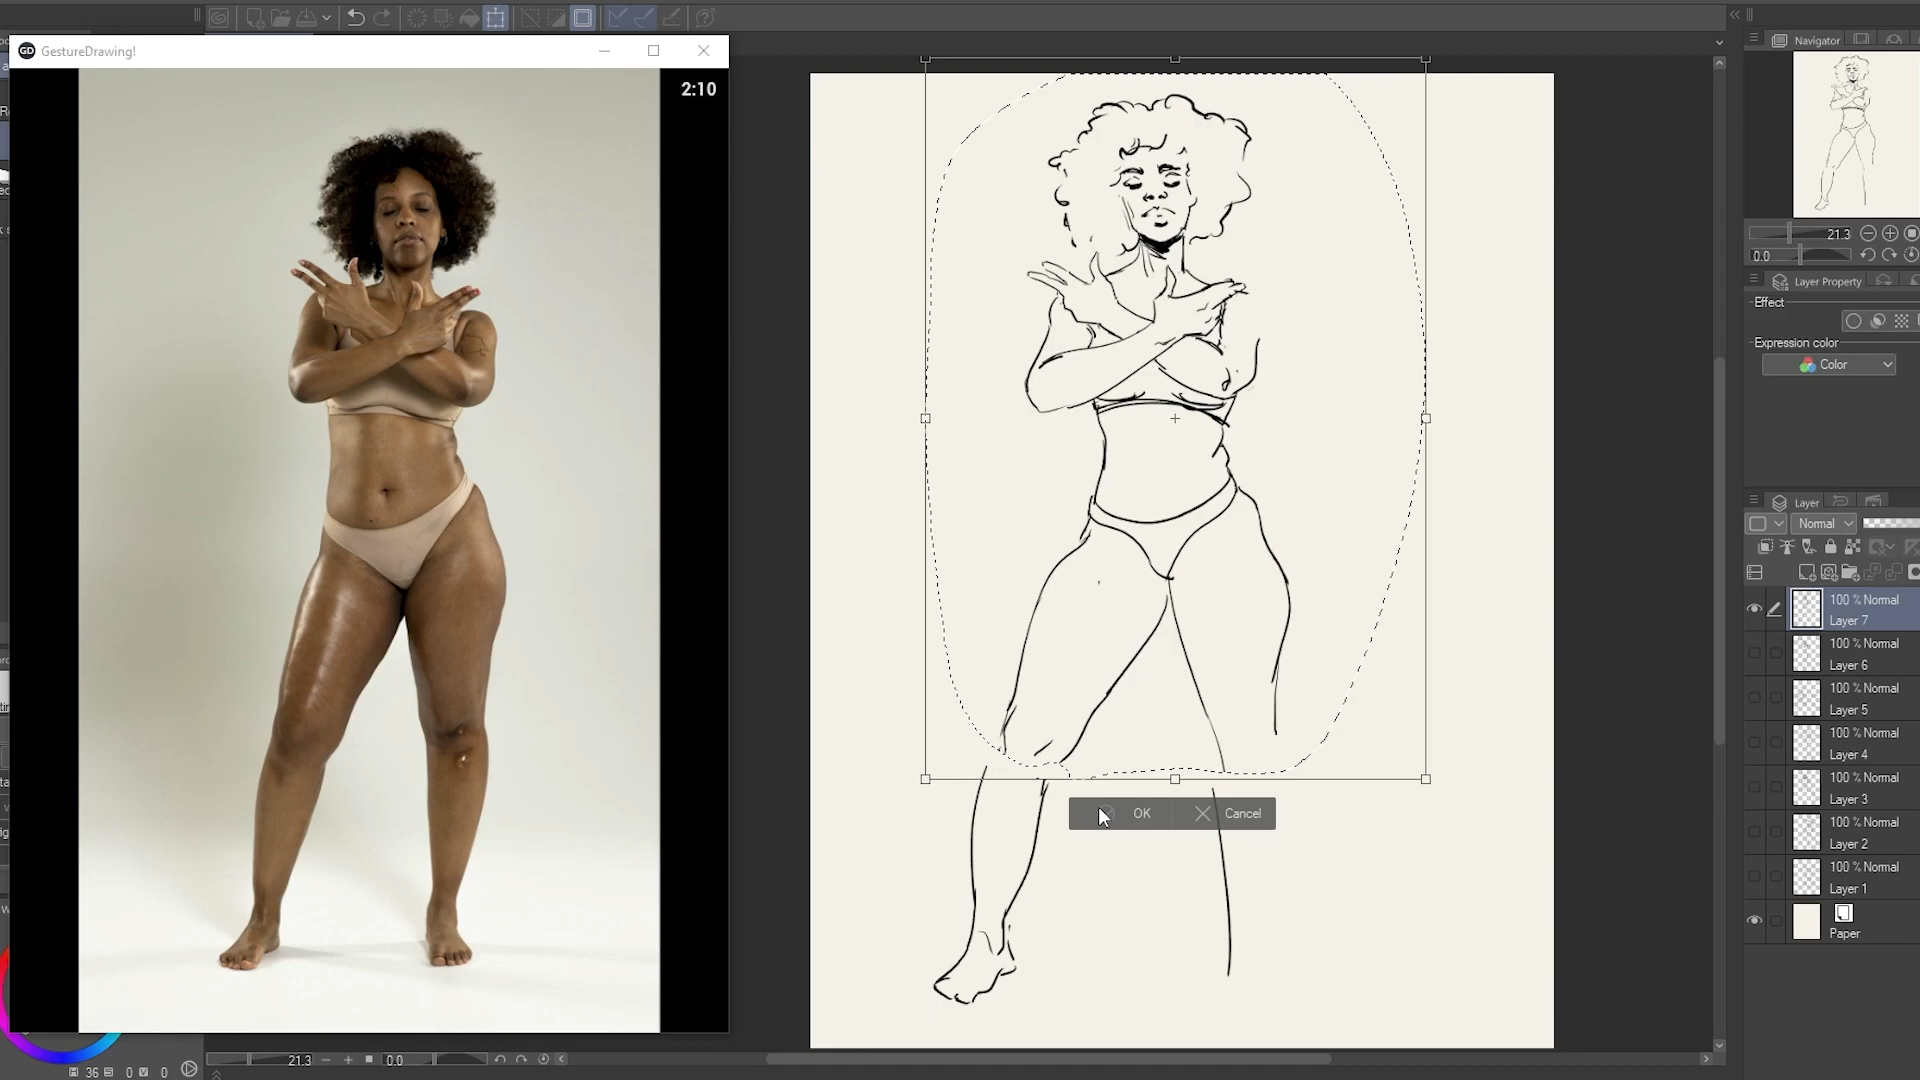 GD GestureDrawing!
2:10
Navigator
21.3
0.0
Layer Property
Effect
Expression color
Color
Layer
Normal
100 % Normal
Layer 7
100 % Normal
Layer 6
100 % Normal
Layer 5
100 % Normal
Layer 4
100 % Normal
Layer 3
100 % Normal
Layer 2
100 % Normal
Layer 1
Paper
OK
Cancel
21.3
0.0
H 36 S 0 V 0